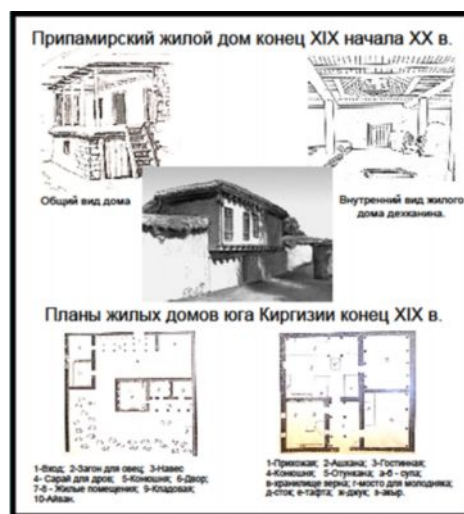 Припамирский жилой дом конец XIX начала XX в.
Общий вид дома
Внутренний вид жилого
дома дехканина.
Планы жилых домов юга Киргизии конец XIX в.
1-Вход; 2-Загон для овец; 3-Навес
4- Сарай для дров; 5-Конюшня; 6-Двор;
7-8 - Жилые помещения; 9-Кладовая;
10-Айван.
1-Прихожая; 2-Ашхана; 3-Гостинная;
4-Конюшня; 5-Отункана; а-б - супа;
в-хранилище зерна; г-мосто для молодняка;
д-сток; е-тафта; ж-джук; з-акыр.